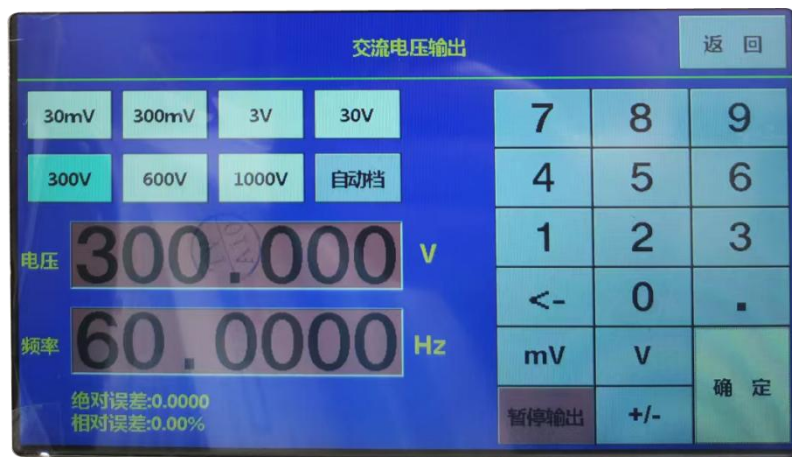 交流电压输出
返 回
30mV 300mV 3V 30V
300V 600V 1000V 自动档
电压 300.000 V
频率 60.0000 Hz
绝对误差:0.0000
相对误差:0.00%
7 8 9
4 5 6
1 2 3
<- 0 .
mV V 确 定
暂停输出 +/-